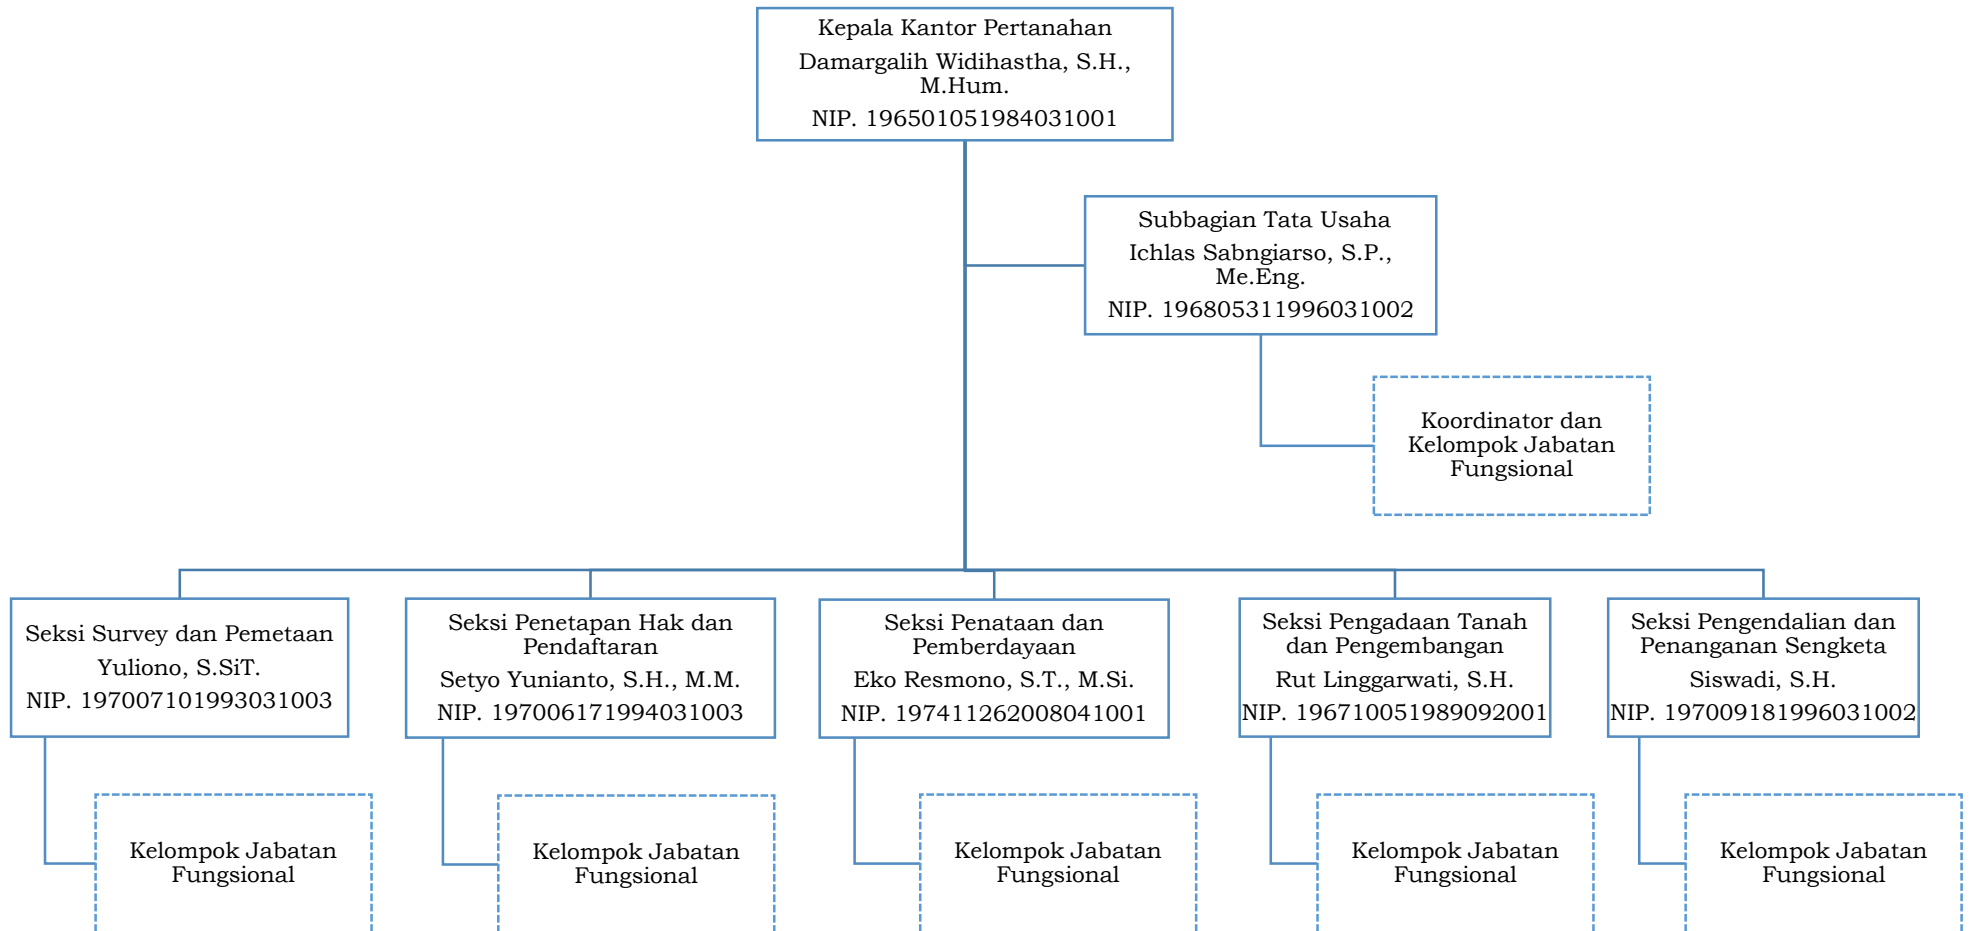 Kepala Kantor Pertanahan
Damargalih Widihastha, S.H.,
M.Hum.
NIP. 196501051984031001
Subbagian Tata Usaha
Ichlas Sabngiarso, S.P.,
Me.Eng.
NIP. 196805311996031002
Koordinator dan
Kelompok Jabatan
Fungsional
Seksi Survey dan Pemetaan
Yuliono, S.SiT.
NIP. 197007101993031003
Seksi Penetapan Hak dan
Pendaftaran
Setyo Yunianto, S.H., M.M.
NIP. 197006171994031003
Seksi Penataan dan
Pemberdayaan
Eko Resmono, S.T., M.Si.
NIP. 197411262008041001
Seksi Pengadaan Tanah
dan Pengembangan
Rut Linggarwati, S.H.
NIP. 196710051989092001
Seksi Pengendalian dan
Penanganan Sengketa
Siswadi, S.H.
NIP. 197009181996031002
Kelompok Jabatan
Fungsional
Kelompok Jabatan
Fungsional
Kelompok Jabatan
Fungsional
Kelompok Jabatan
Fungsional
Kelompok Jabatan
Fungsional